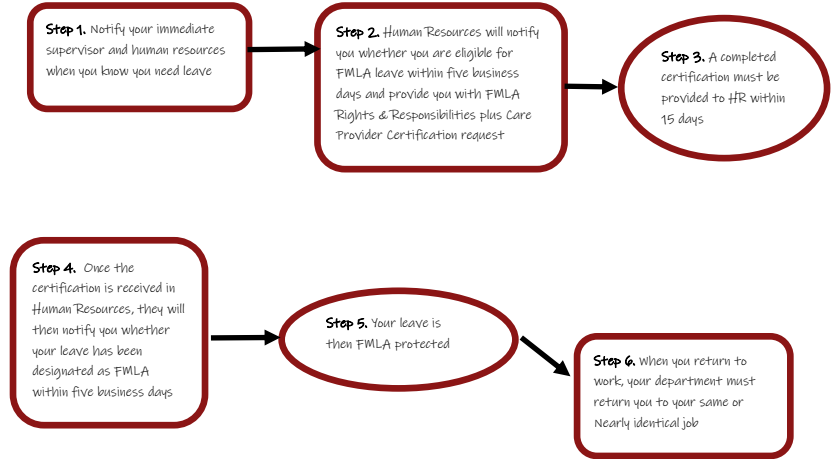 Step 1. Notify your immediate
supervisor and human resources
when you know you need leave
Step 2. Human Resources will notify
you whether you are eligible for
FMLA leave within five business
days and provide you with FMLA
Rights & Responsibilities plus Care
Provider Certification request
Step 3. A completed
certification must be
provided to HR within
15 days
Step 4. Once the
certification is received in
Human Resources, they will
then notify you whether
your leave has been
designated as FMLA
within five business days
Step 5. Your leave is
then FMLA protected
Step 6. When you return to
work, your department must
return you to your same or
Nearly identical job